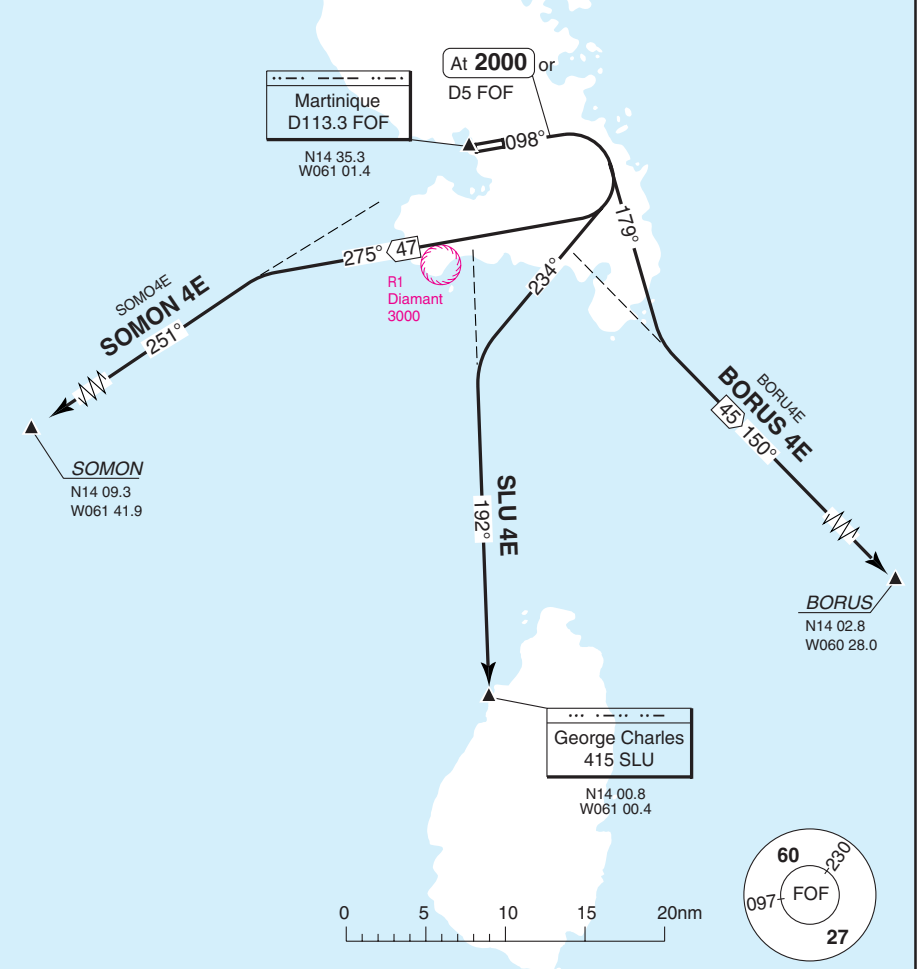 At 2000 or
D5 FOF
Martinique
D113.3 FOF
N14 35.3
W061 01.4
098°
179°
275° 47
234°
R1
Diamant
3000
SOMO4E
SOMON 4E
251°
SOMON
N14 09.3
W061 41.9
BORU4E
BORUS 4E
45 150°
SLU 4E
192°
BORUS
N14 02.8
W060 28.0
George Charles
415 SLU
N14 00.8
W061 00.4
60
230
097
FOF
27
0 5 10 15 20nm